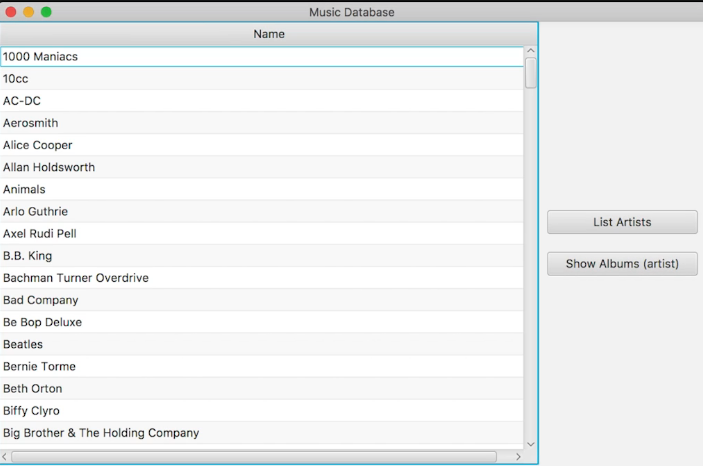 Music Database
Name
1000 Maniacs
10cc
AC-DC
Aerosmith
Alice Cooper
Allan Holdsworth
Animals
Arlo Guthrie
Axel Rudi Pell
B.B. King
Bachman Turner Overdrive
Bad Company
Be Bop Deluxe
Beatles
Bernie Torme
Beth Orton
Biffy Clyro
Big Brother & The Holding Company
List Artists
Show Albums (artist)